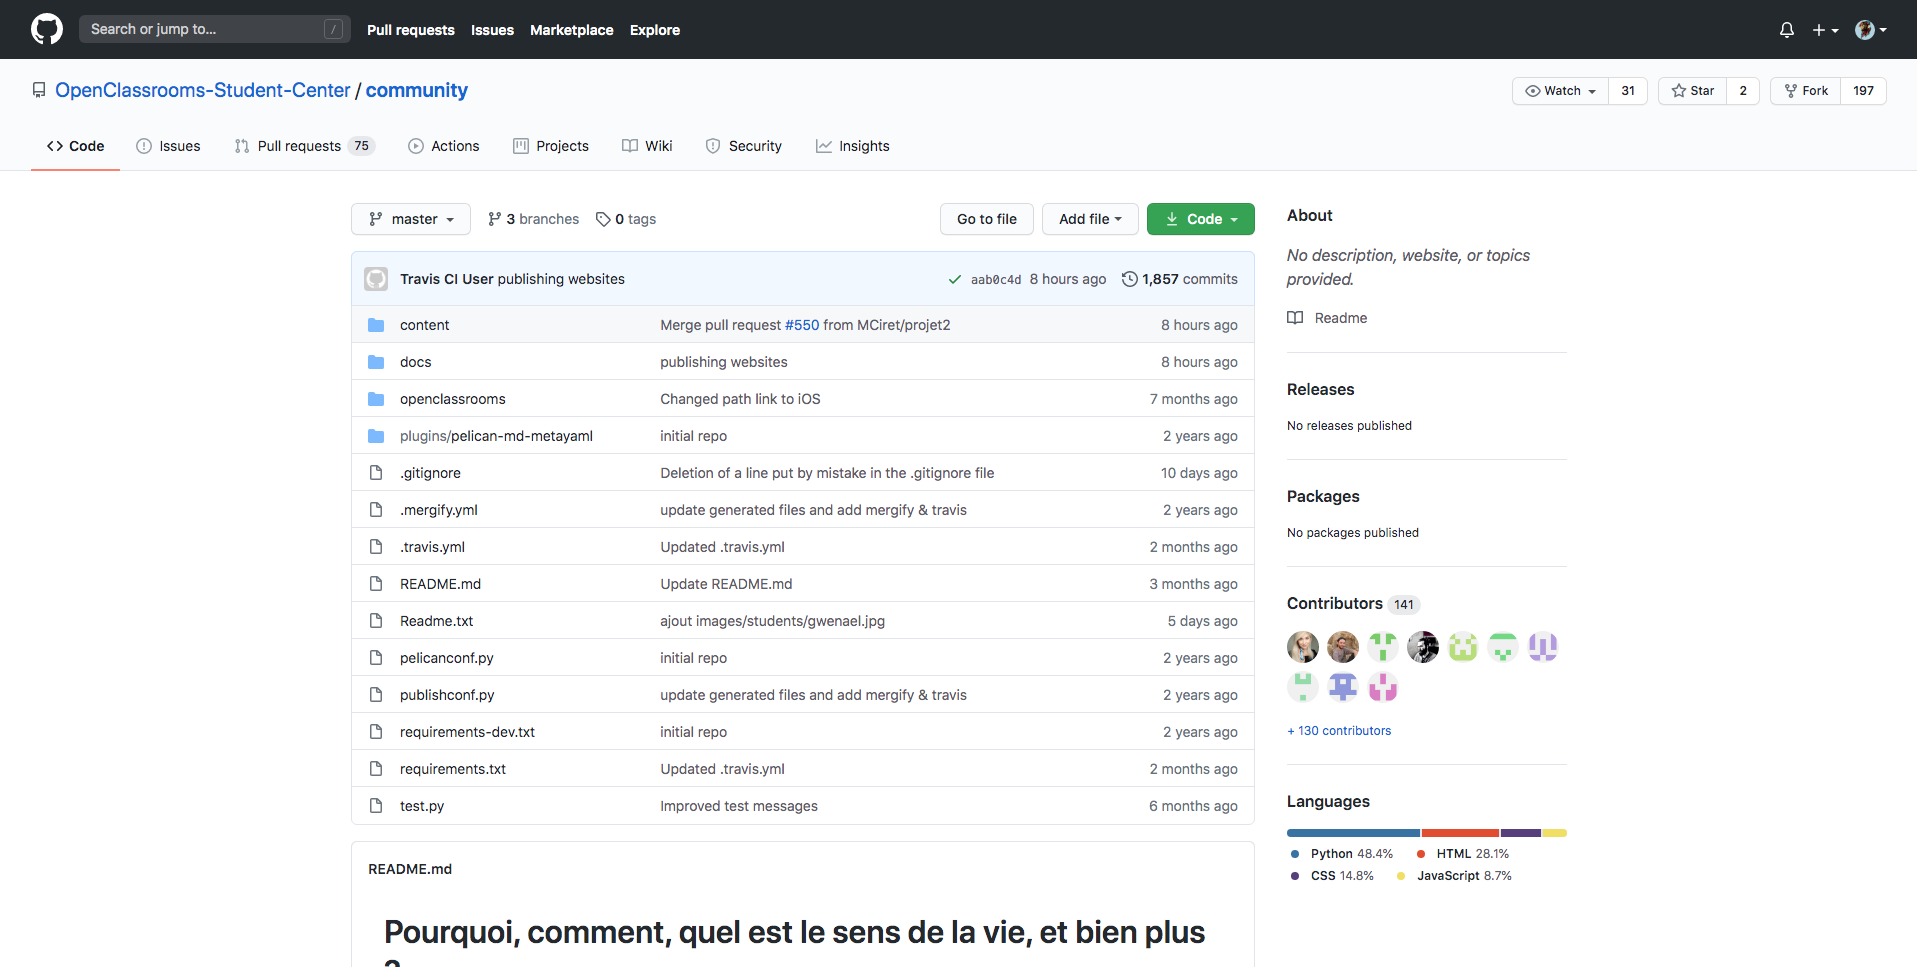 Search or jump to... /
Pull requests Issues Marketplace Explore
OpenClassrooms-Student-Center / community
Watch 31 Star 2 Fork 197
Code Issues Pull requests 75 Actions Projects Wiki Security Insights
master 3 branches 0 tags Go to file Add file Code
Travis CI User publishing websites aab0c4d 8 hours ago 1,857 commits
content Merge pull request #550 from MCiret/projet2 8 hours ago
docs publishing websites 8 hours ago
openclassrooms Changed path link to iOS 7 months ago
plugins/pelican-md-metayaml initial repo 2 years ago
.gitignore Deletion of a line put by mistake in the .gitignore file 10 days ago
.mergify.yml update generated files and add mergify & travis 2 years ago
.travis.yml Updated .travis.yml 2 months ago
README.md Update README.md 3 months ago
Readme.txt ajout images/students/gwenael.jpg 5 days ago
pelicanconf.py initial repo 2 years ago
publishconf.py update generated files and add mergify & travis 2 years ago
requirements-dev.txt initial repo 2 years ago
requirements.txt Updated .travis.yml 2 months ago
test.py Improved test messages 6 months ago
README.md
Pourquoi, comment, quel est le sens de la vie, et bien plus
?
About
No description, website, or topics
provided.
Readme
Releases
No releases published
Packages
No packages published
Contributors 141
+ 130 contributors
Languages
Python 48.4% HTML 28.1%
CSS 14.8% JavaScript 8.7%